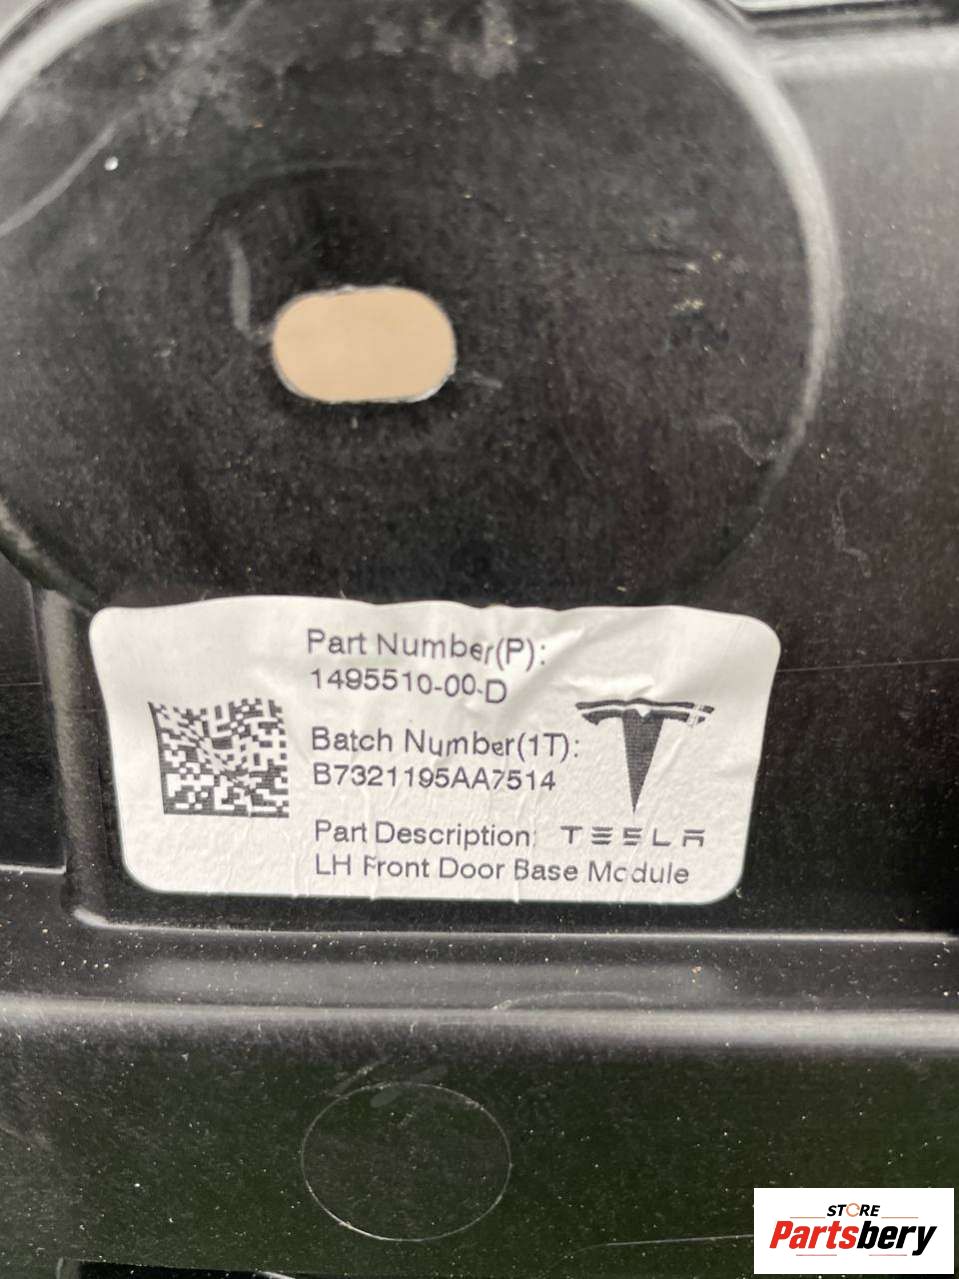 Part Number(P):
1495510-00-D
Batch Number(1T):
B7321195AA7514
Part Description:
TESLA
LH Front Door Base Module
STORE
Partsbery